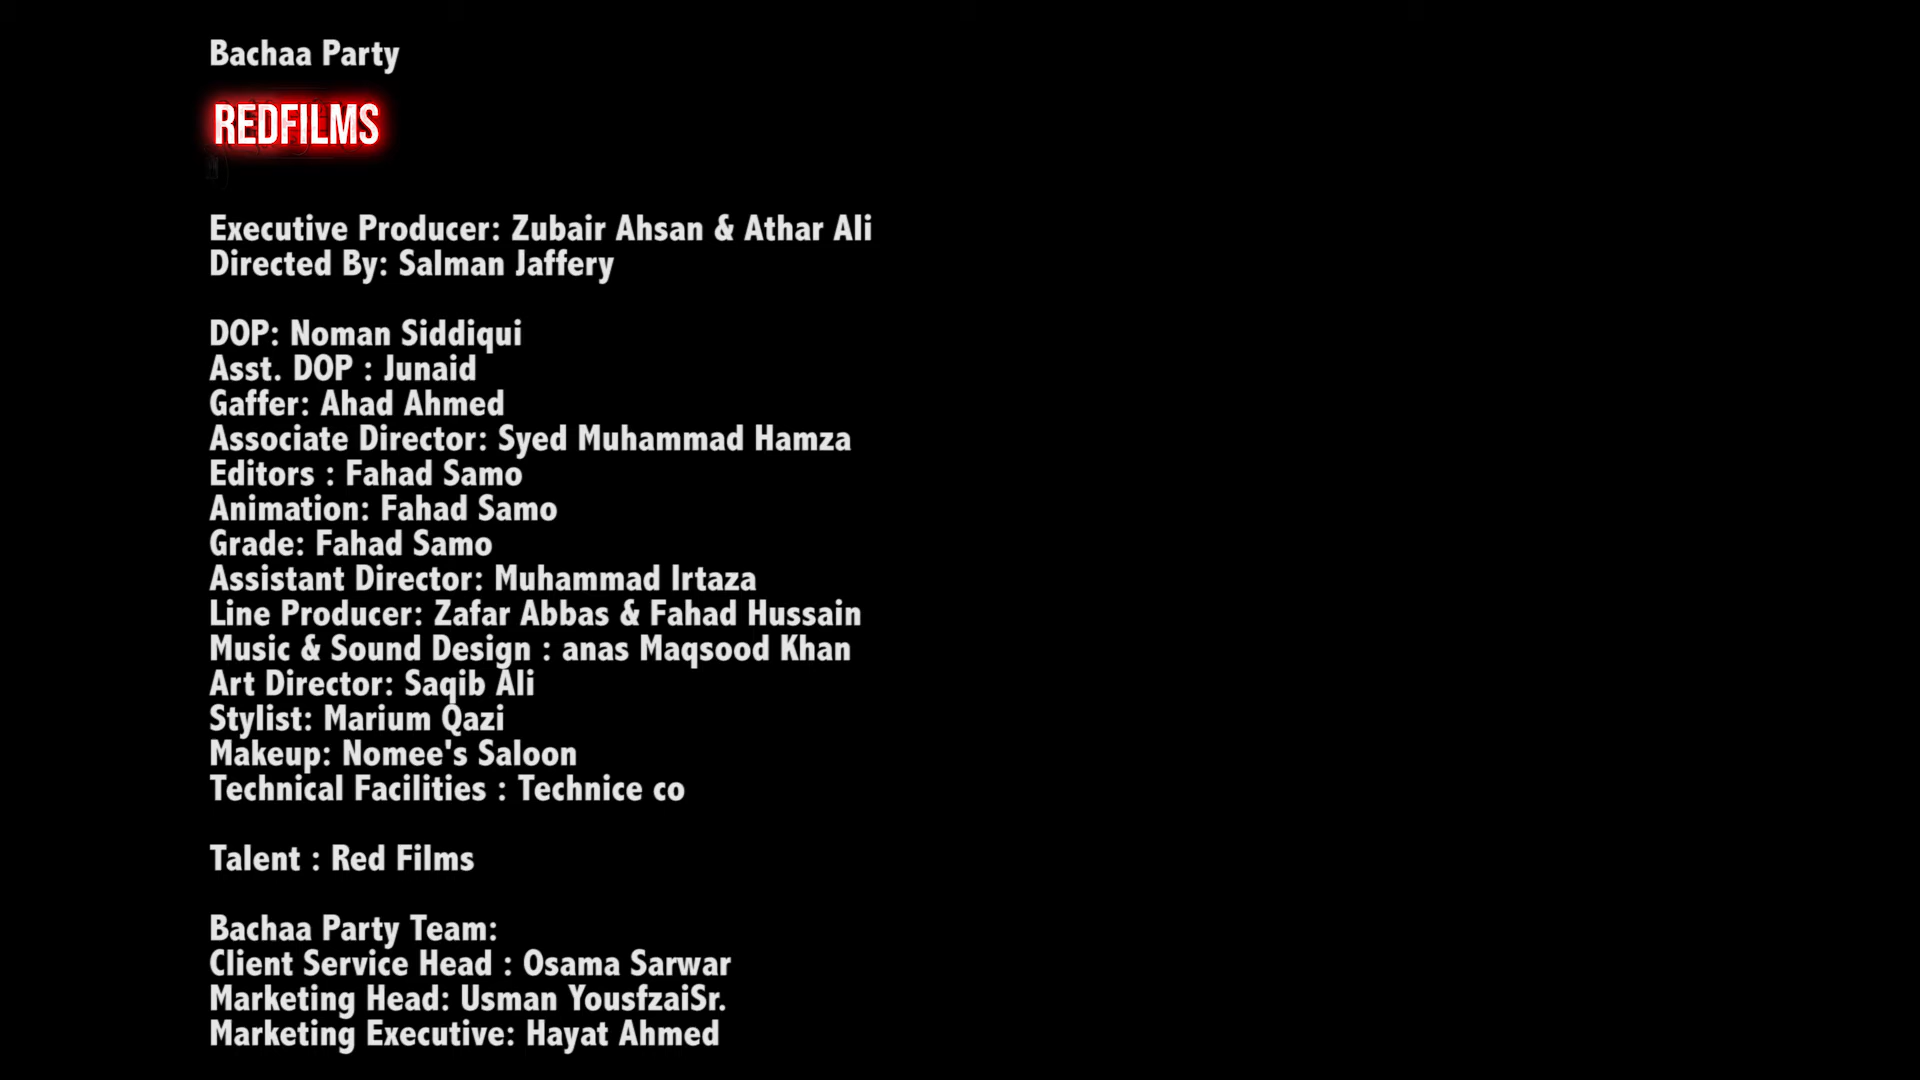 Bachaa Party
REDFILMS
Executive Producer: Zubair Ahsan & Athar Ali
Directed By: Salman Jaffery
DOP: Noman Siddiqui
Asst. DOP : Junaid
Gaffer: Ahad Ahmed
Associate Director: Syed Muhammad Hamza
Editors : Fahad Samo
Animation: Fahad Samo
Grade: Fahad Samo
Assistant Director: Muhammad Irtaza
Line Producer: Zafar Abbas & Fahad Hussain
Music & Sound Design : anas Maqsood Khan
Art Director: Saqib Ali
Stylist: Marium Qazi
Makeup: Nomee's Saloon
Technical Facilities : Technice co
Talent : Red Films
Bachaa Party Team:
Client Service Head : Osama Sarwar
Marketing Head: Usman YousfzaiSr.
Marketing Executive: Hayat Ahmed